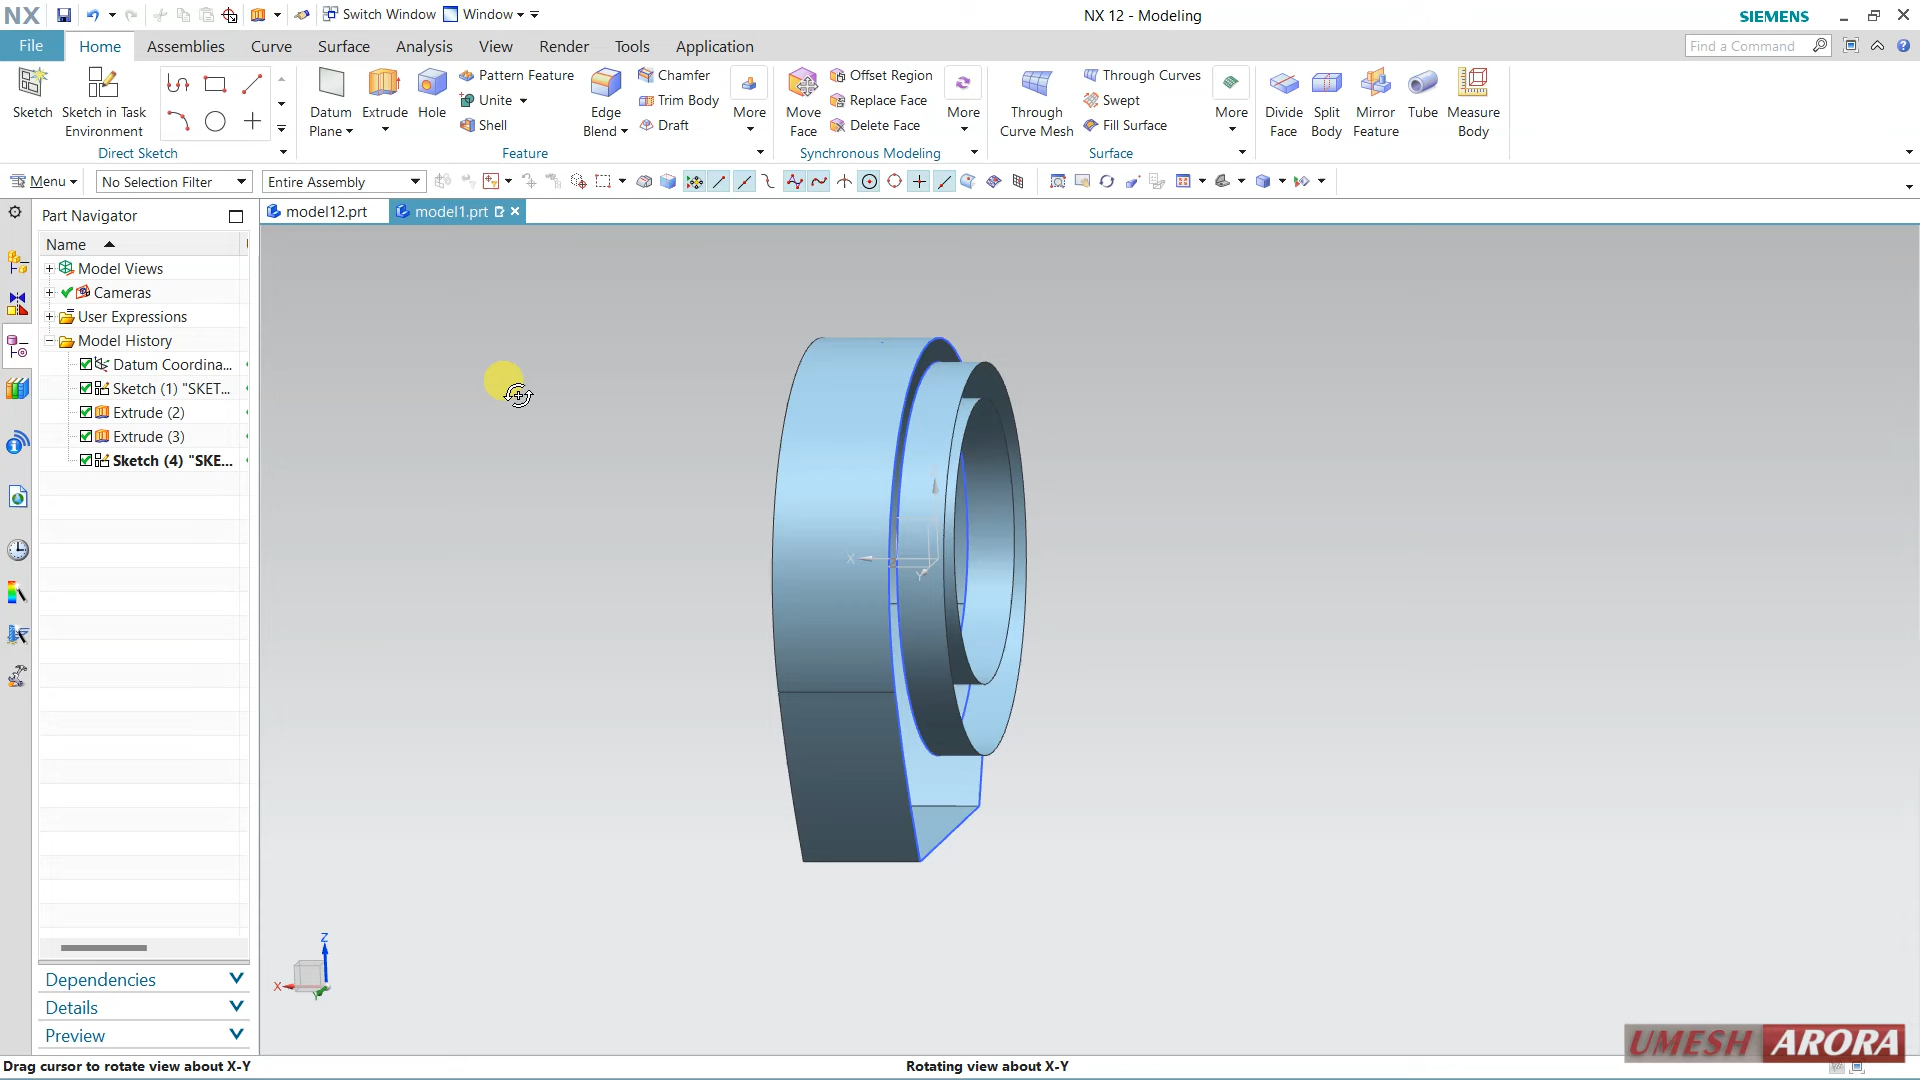 NX
Switch Window
Window
NX 12 - Modeling
SIEMENS
File
Home
Assemblies
Curve
Surface
Analysis
View
Render
Tools
Application
Find a Command
Sketch
Sketch in Task
Environment
Direct Sketch
Datum
Plane
Extrude
Hole
Pattern Feature
Unite
Shell
Edge
Blend
Chamfer
Trim Body
Draft
More
Feature
Move
Face
Offset Region
Replace Face
Delete Face
More
Synchronous Modeling
Through
Curve Mesh
Through Curves
Swept
Fill Surface
More
Surface
Divide
Face
Split
Body
Mirror
Feature
Tube
Measure
Body
Menu
No Selection Filter
Entire Assembly
Part Navigator
model12.prt
model1.prt
Name
Model Views
Cameras
User Expressions
Model History
Datum Coordina...
Sketch (1) "SKET...
Extrude (2)
Extrude (3)
Sketch (4) "SKE...
X
Y
Z
X
Y
Dependencies
Details
Preview
UMESH ARORA
Drag cursor to rotate view about X-Y
Rotating view about X-Y